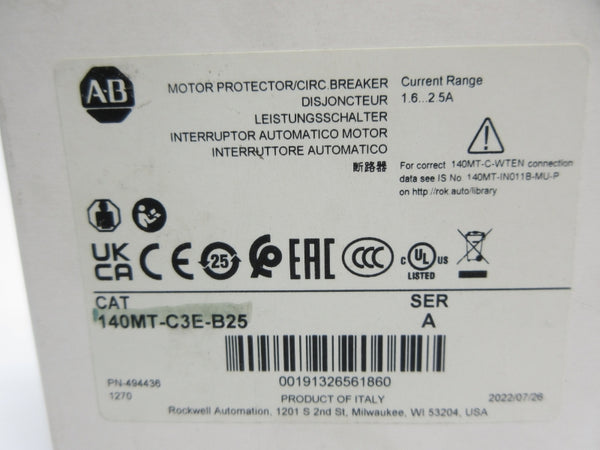 A-B
MOTOR PROTECTOR/CIRC.BREAKER
DISJONCTEUR
LEISTUNGSSCHALTER
INTERRUPTOR AUTOMATICO MOTOR
INTERRUTTORE AUTOMATICO
断路器
Current Range
1.6...2.5A
For correct 140MT-C-WTEN connection
data see IS No. 140MT-IN011B-MU-P
on http://rok.auto/library
UK CA CE 25 EAC CCC c UL US LISTED
CAT
140MT-C3E-B25
SER
A
00191326561860
PN-494436
1270
PRODUCT OF ITALY
2022/07/26
Rockwell Automation, 1201 S 2nd St, Milwaukee, WI 53204, USA